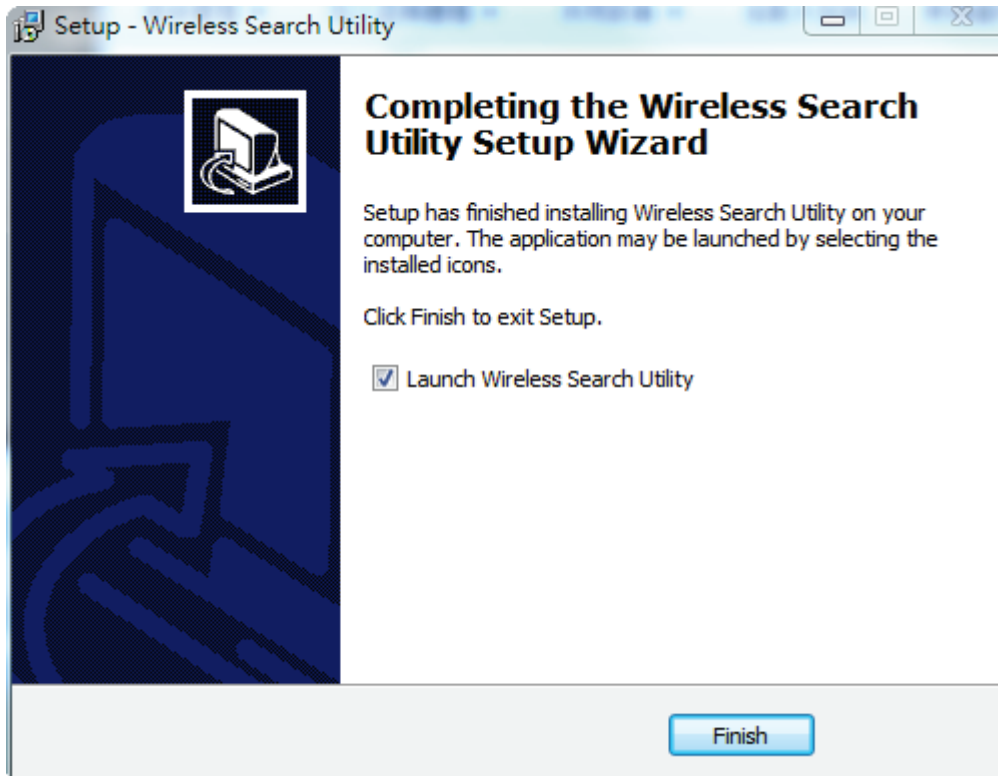 Setup - Wireless Search Utility
Completing the Wireless Search
Utility Setup Wizard
Setup has finished installing Wireless Search Utility on your
computer. The application may be launched by selecting the
installed icons.
Click Finish to exit Setup.
Launch Wireless Search Utility
Finish